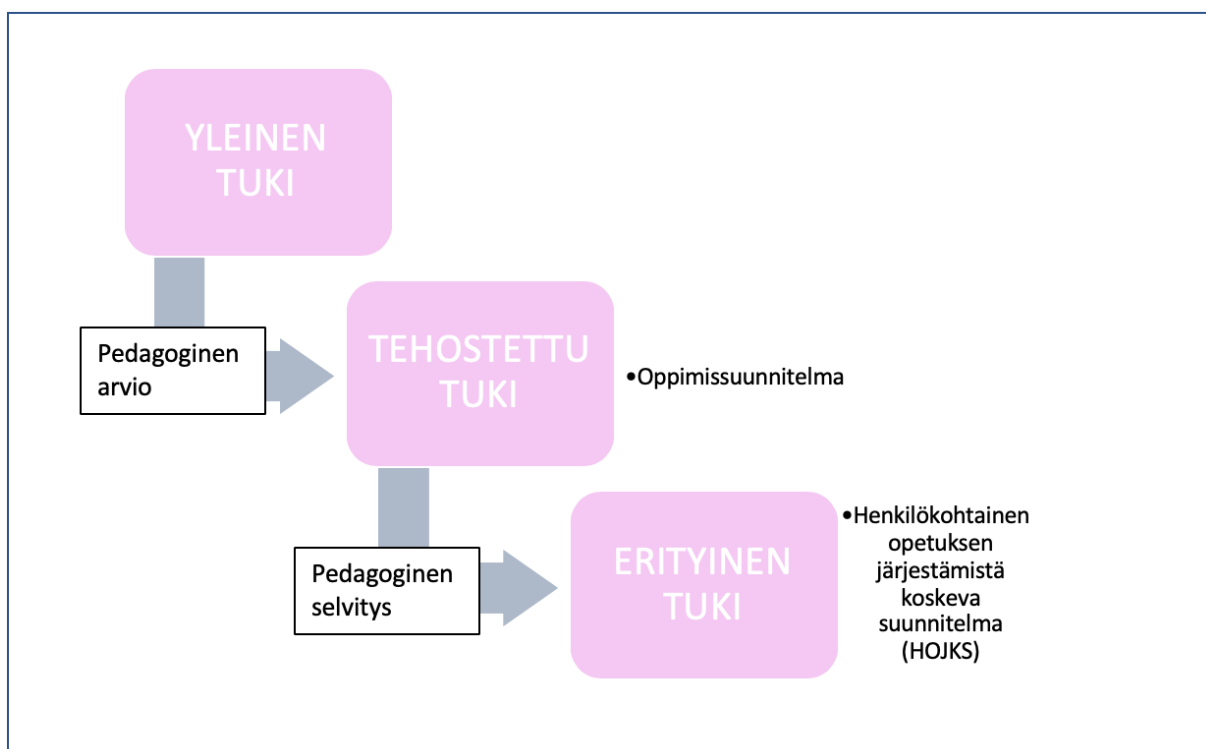 YLEINEN
TUKI
Pedagoginen
arvio
TEHOSTETTU
TUKI
•Oppimissuunnitelma
Pedagoginen
selvitys
ERITYINEN
TUKI
•Henkilökohtainen
opetuksen
järjestämistä
koskeva
suunnitelma
(HOJKS)